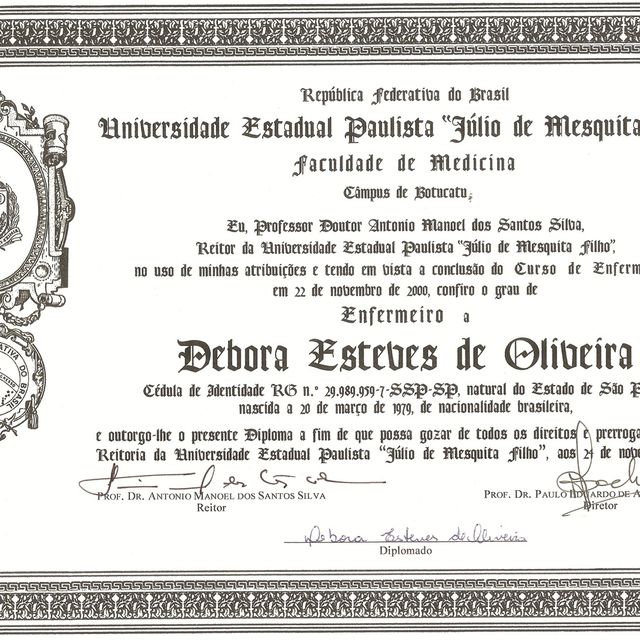 República Federativa do Brasil
Universidade Estadual Paulista "Júlio de Mesquita
Faculdade de Medicina
Câmpus de Botucatu
Eu, Professor Doutor Antonio Manoel dos Santos Silva,
Reitor da Universidade Estadual Paulista "Júlio de Mesquita Filho",
no uso de minhas atribuições e tendo em vista a conclusão do Curso de Enferm
em 22 de novembro de 2000, confiro o grau de
Enfermeiro a
Debora Esteves de Oliveira
Cédula de Identidade RG n.º 29.989.959-7-SSP-SP, natural do Estado de São P
nascida a 20 de março de 1979, de nacionalidade brasileira,
e outorgo-lhe o presente Diploma a fim de que possa gozar de todos os direitos e prerroga
Reitoria da Universidade Estadual Paulista "Júlio de Mesquita Filho", aos de nove
PROF. DR. ANTONIO MANOEL DOS SANTOS SILVA
Reitor
PROF. DR. PAULO EDUARDO DE A
Diretor
Debora Esteves de Oliveira
Diplomado